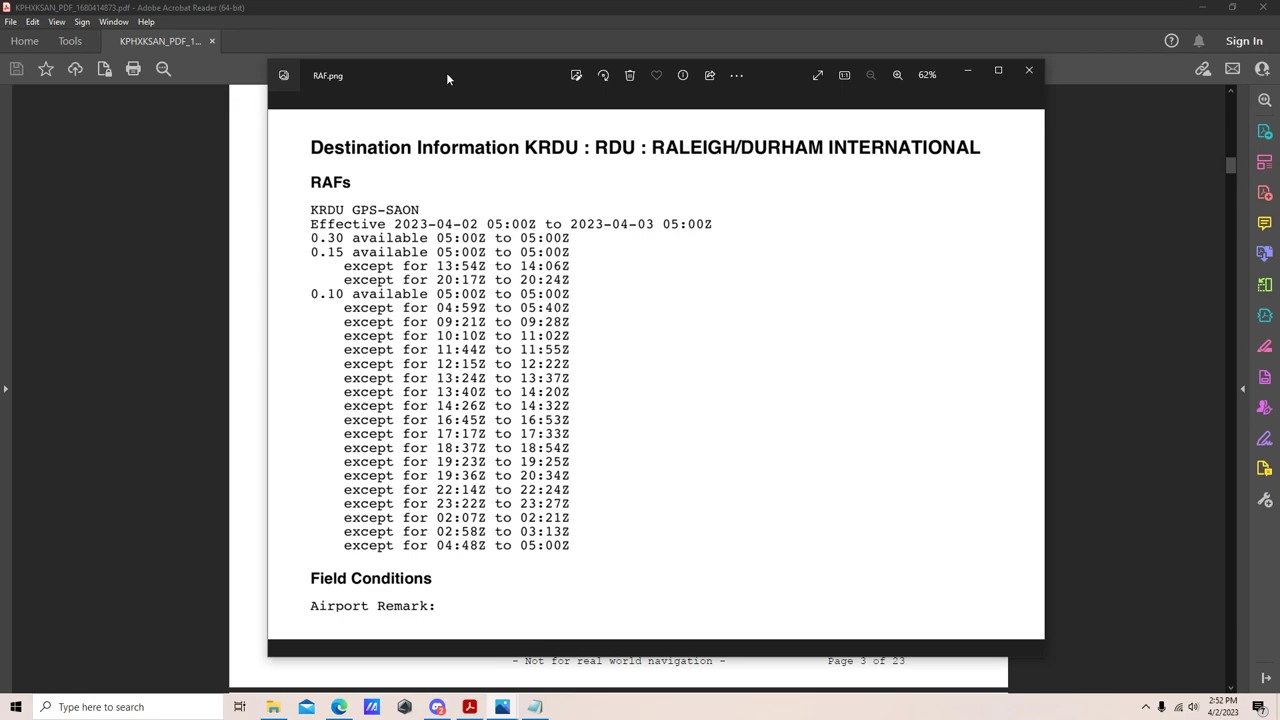 KPHXKSAN_PDF_1680414873.pdf - Adobe Acrobat Reader (64-bit)
File Edit View Sign Window Help
Home Tools KPHXKSAN_PDF_1... × Sign In
RAF.png 62%
Destination Information KRDU : RDU : RALEIGH/DURHAM INTERNATIONAL
RAFs
KRDU GPS-SAON
Effective 2023-04-02 05:00Z to 2023-04-03 05:00Z
0.30 available 05:00Z to 05:00Z
0.15 available 05:00Z to 05:00Z
except for 13:54Z to 14:06Z
except for 20:17Z to 20:24Z
0.10 available 05:00Z to 05:00Z
except for 04:59Z to 05:40Z
except for 09:21Z to 09:28Z
except for 10:10Z to 11:02Z
except for 11:44Z to 11:55Z
except for 12:15Z to 12:22Z
except for 13:24Z to 13:37Z
except for 13:40Z to 14:20Z
except for 14:26Z to 14:32Z
except for 16:45Z to 16:53Z
except for 17:17Z to 17:33Z
except for 18:37Z to 18:54Z
except for 19:23Z to 19:25Z
except for 19:36Z to 20:34Z
except for 22:14Z to 22:24Z
except for 23:22Z to 23:27Z
except for 02:07Z to 02:21Z
except for 02:58Z to 03:13Z
except for 04:48Z to 05:00Z
Field Conditions
Airport Remark:
- Not for real world navigation - Page 3 of 23
Type here to search
2:52 PM
4/2/2023